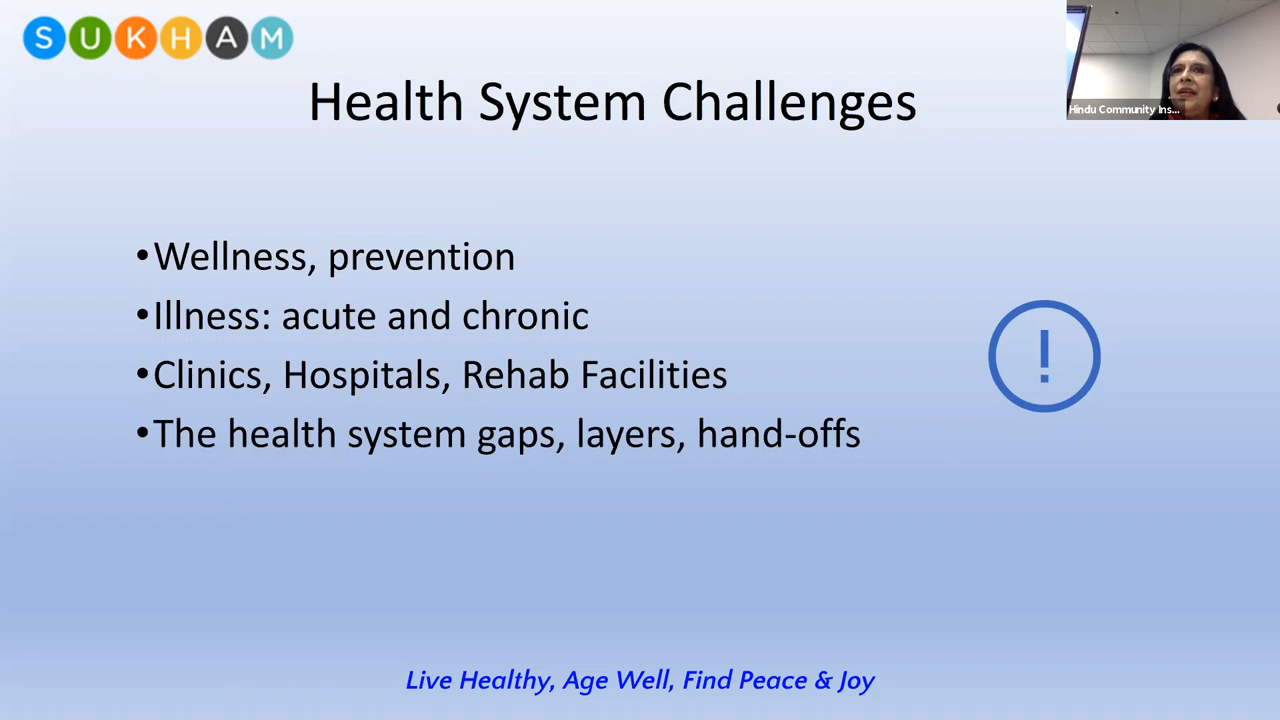 SUKHAM
Health System Challenges
Hindu Community Ins...
•Wellness, prevention
•Illness: acute and chronic
•Clinics, Hospitals, Rehab Facilities
•The health system gaps, layers, hand-offs
!
Live Healthy, Age Well, Find Peace & Joy